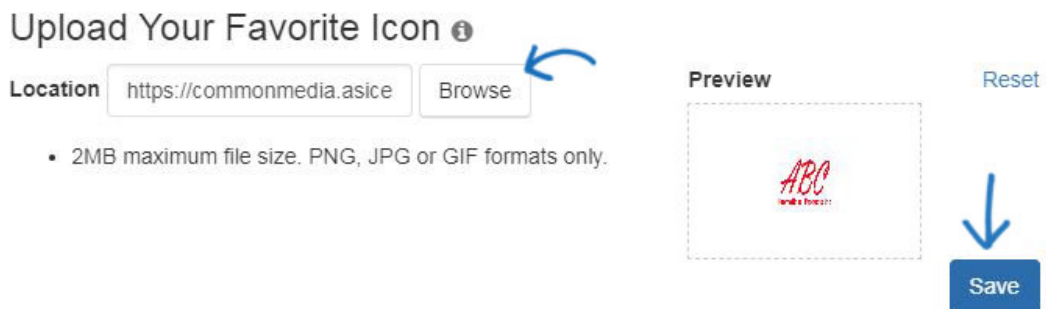 Upload Your Favorite Icon
Location https://commonmedia.asice Browse
• 2MB maximum file size. PNG, JPG or GIF formats only.
Preview Reset
ABC
Save